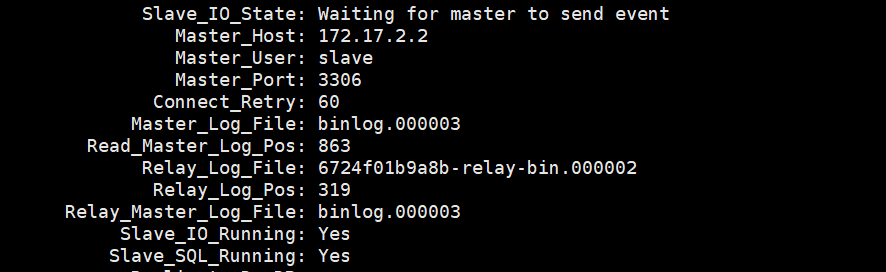 Slave_IO_State: Waiting for master to send event
Master_Host: 172.17.2.2
Master_User: slave
Master_Port: 3306
Connect_Retry: 60
Master_Log_File: binlog.000003
Read_Master_Log_Pos: 863
Relay_Log_File: 6724f01b9a8b-relay-bin.000002
Relay_Log_Pos: 319
Relay_Master_Log_File: binlog.000003
Slave_IO_Running: Yes
Slave_SQL_Running: Yes